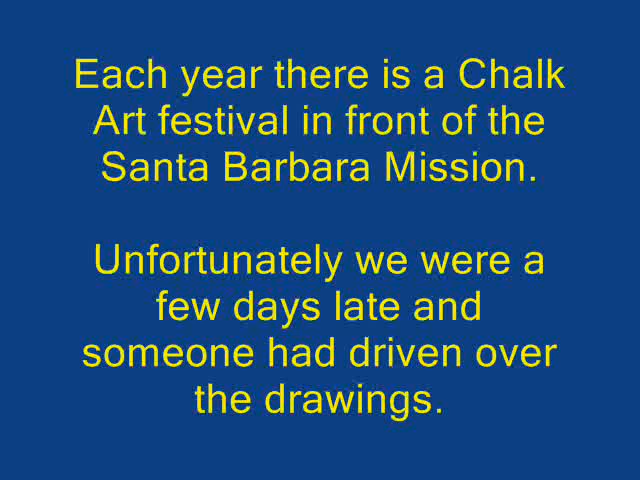 Each year there is a Chalk
Art festival in front of the
Santa Barbara Mission.
Unfortunately we were a
few days late and
someone had driven over
the drawings.